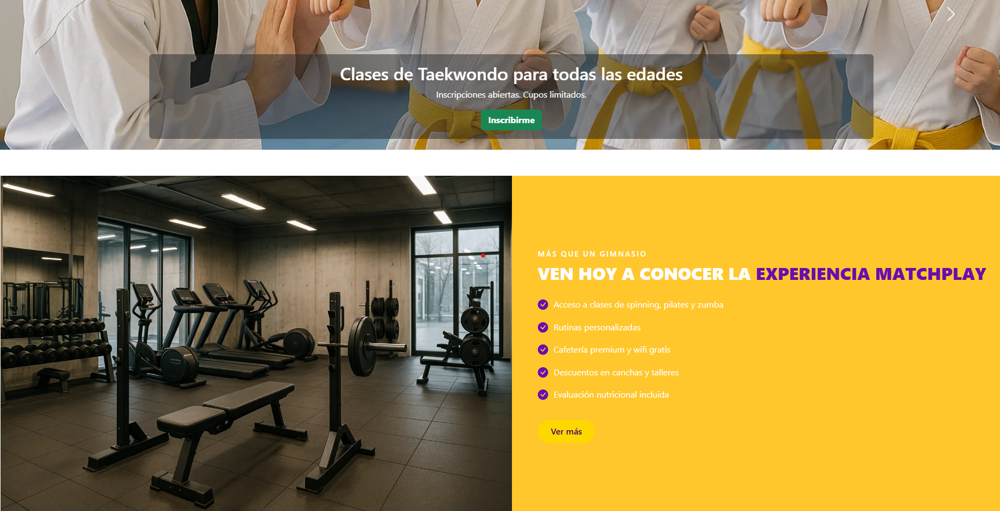 Clases de Taekwondo para todas las edades
Inscripciones abiertas. Cupos limitados.
Inscribirme
MÁS QUE UN GIMNASIO
VEN HOY A CONOCER LA EXPERIENCIA MATCHPLAY
Acceso a clases de spinning, pilates y zumba
Rutinas personalizadas
Cafetería premium y wifi gratis
Descuentos en canchas y talleres
Evaluación nutricional incluida
Ver más